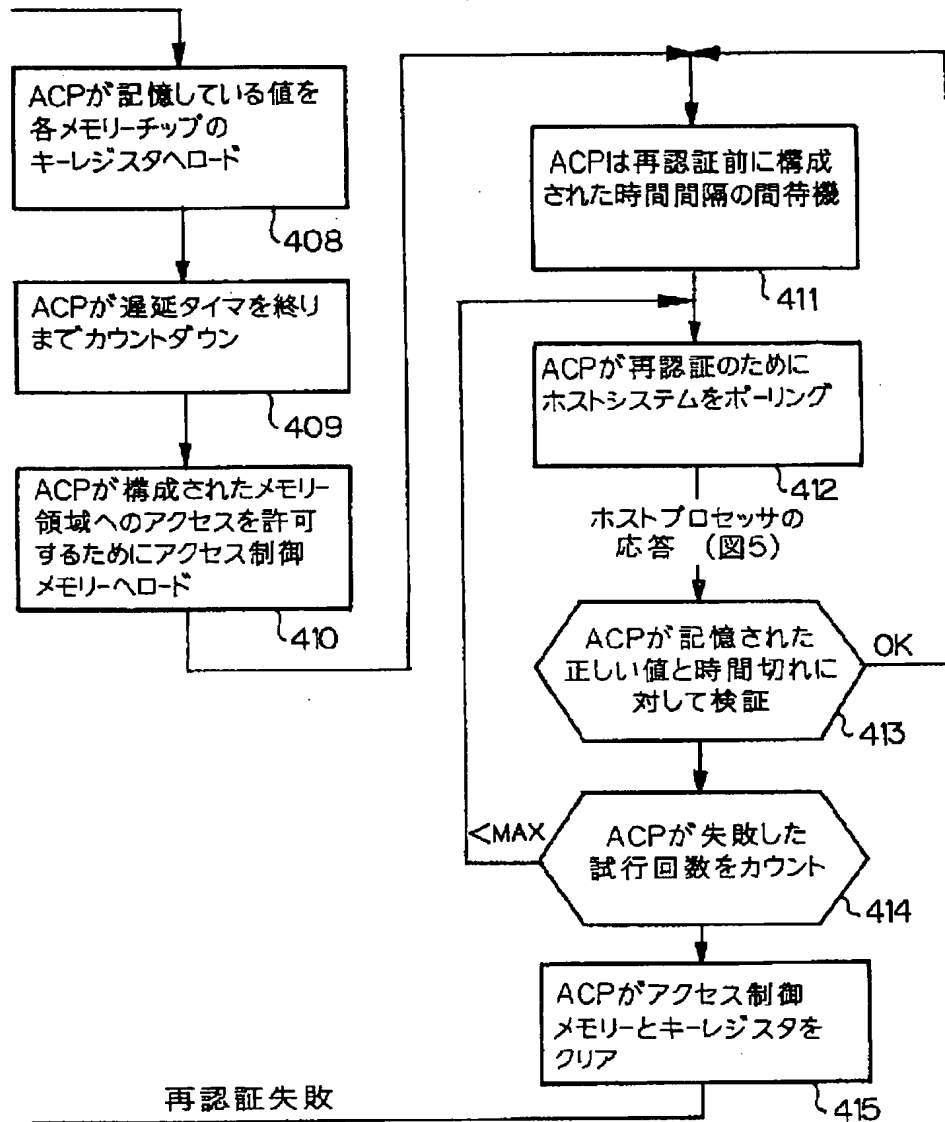 ACPが記憶している値を
各メモリーチップの
キーレジスタへロード
408
ACPが遅延タイマを終り
までカウントダウン
409
ACPが構成されたメモリー
領域へのアクセスを許可
するためにアクセス制御
メモリーへロード
410
ACPは再認証前に構成
された時間間隔の間待機
411
ACPが再認証のために
ホストシステムをポーリング
412
ホストプロセッサの
応答 (図5)
ACPが記憶された
正しい値と時間切れに
対して検証
OK
413
<MAX
ACPが失敗した
試行回数をカウント
414
ACPがアクセス制御
メモリーとキーレジスタを
クリア
415
再認証失敗